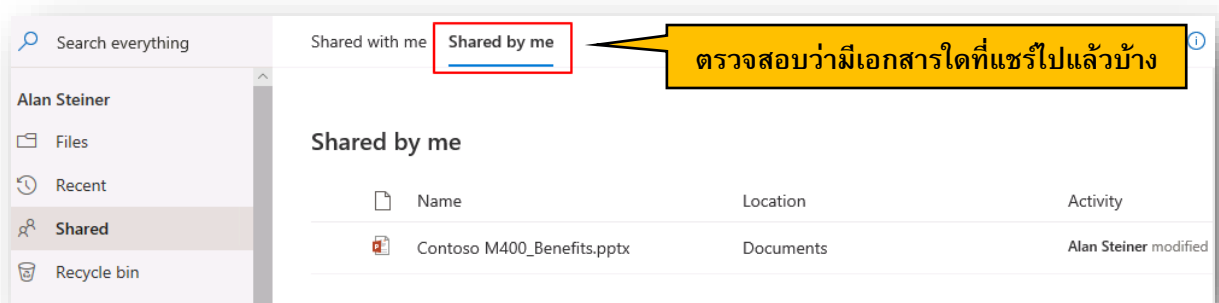 Search everything
Shared with me Shared by me
ตรวจสอบว่ามีเอกสารใดที่แชร์ไปแล้วบ้าง
Alan Steiner
Files
Recent
Shared
Recycle bin
Shared by me
Name Location Activity
Contoso M400_Benefits.pptx Documents Alan Steiner modified